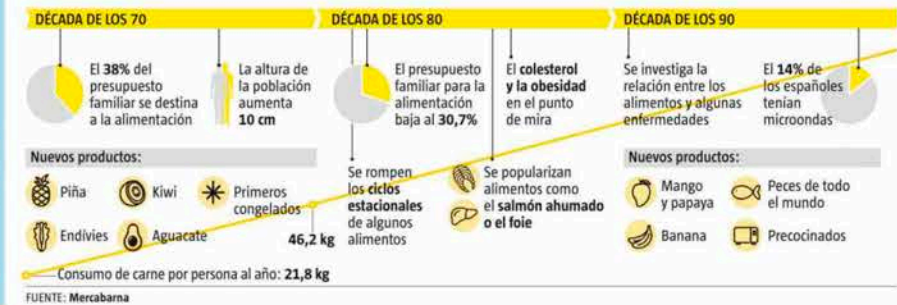 DÉCADA DE LOS 70
El 38% del
presupuesto
familiar se destina
a la alimentación
La altura de
la población
aumenta
10 cm
Nuevos productos:
Piña
Kiwi
Primeros
congelados
Endívies
Aguacate
46,2 kg
Consumo de carne por persona al año: 21,8 kg
DÉCADA DE LOS 80
El presupuesto
familiar para la
alimentación
baja al 30,7%
El colesterol
y la obesidad
en el punto
de mira
Se rompen
los ciclos
estacionales
de algunos
alimentos
Se popularizan
alimentos como
el salmón ahumado
o el foie
DÉCADA DE LOS 90
Se investiga la
relación entre los
alimentos y algunas
enfermedades
El 14% de
los españoles
tenían
microondas
Nuevos productos:
Mango
y papaya
Peces de todo
el mundo
Banana
Precocinados
FUENTE: Mercabarna